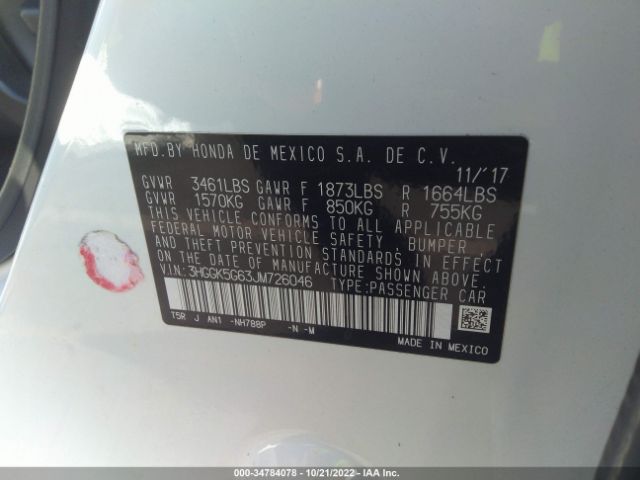 MFD.BY HONDA DE MEXICO S.A. DE C.V.
11/'17
GVWR 3461LBS GAWR F 1873LBS R 1664LBS
GVWR 1570KG GAWR F 850KG R 755KG
THIS VEHICLE CONFORMS TO ALL APPLICABLE
FEDERAL MOTOR VEHICLE SAFETY, BUMPER,
AND THEFT PREVENTION STANDARDS IN EFFECT
ON THE DATE OF MANUFACTURE SHOWN ABOVE.
VIN:3HGGK5G63JM726046 TYPE:PASSENGER CAR
T5R J AN1 -NH788P -N -M
MADE IN MEXICO
000-34784078 - 10/21/2022 - IAA Inc.